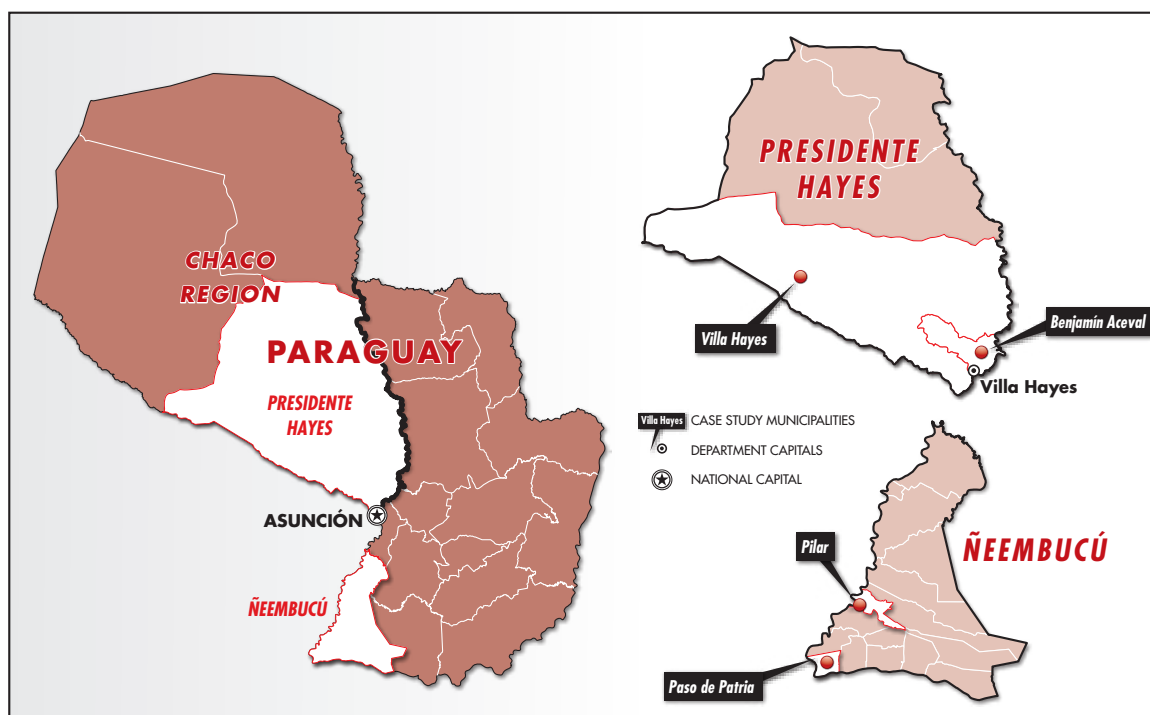 CHACO
REGION
PARAGUAY
PRESIDENTE
HAYES
ASUNCIÓN
ÑEEMBUCÚ
PRESIDENTE
HAYES
Villa Hayes
Benjamín Aceval
Villa Hayes
Villa Hayes CASE STUDY MUNICIPALITIES
DEPARTMENT CAPITALS
NATIONAL CAPITAL
Pilar
ÑEEMBUCÚ
Paso de Patria